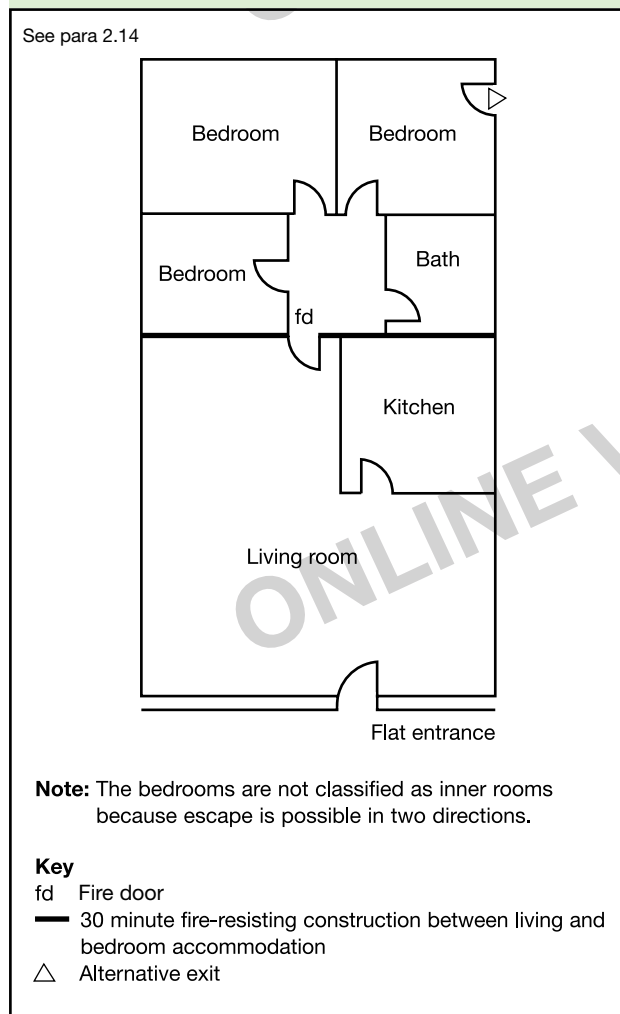 See para 2.14
Bedroom
Bedroom
Bedroom
Bath
fd
Kitchen
Living room
ONLINE
Flat entrance
Note: The bedrooms are not classified as inner rooms
because escape is possible in two directions.
Key
fd Fire door
30 minute fire-resisting construction between living and
bedroom accommodation
Alternative exit